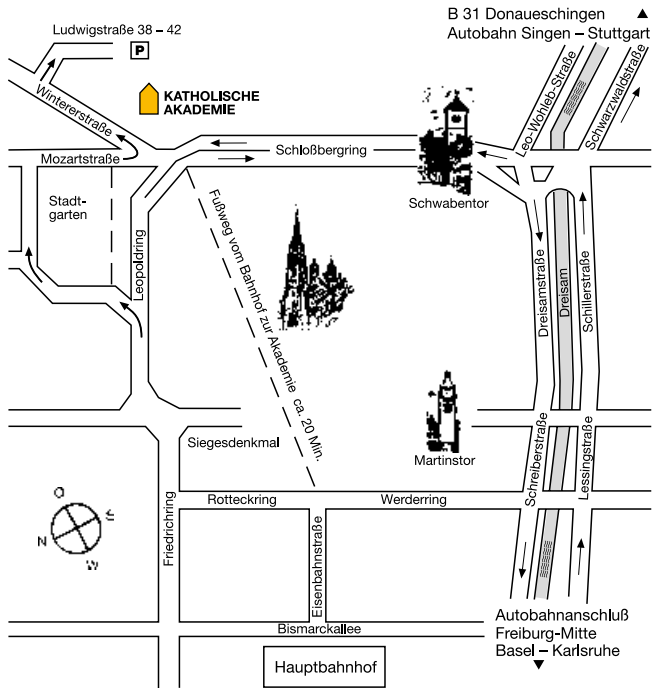 B 31 Donaueschingen ▲
Autobahn Singen – Stuttgart
Ludwigstraße 38 – 42
P
KATHOLISCHE
AKADEMIE
Wintererstraße
Leo-Wohleb-Straße
Schwarzwaldstraße
Mozartstraße
Schloßbergring
Schwabentor
Stadt-
garten
Leopoldring
Fußweg vom Bahnhof zur Akademie ca. 20 Min.
Dreisamstraße
Dreisam
Schillerstraße
Siegesdenkmal
Martinstor
Schreiberstraße
Lessingstraße
O
S
N
W
Friedrichring
Rotteckring
Werderring
Eisenbahnstraße
Bismarckallee
Hauptbahnhof
Autobahnanschluß
Freiburg-Mitte
Basel – Karlsruhe
▼